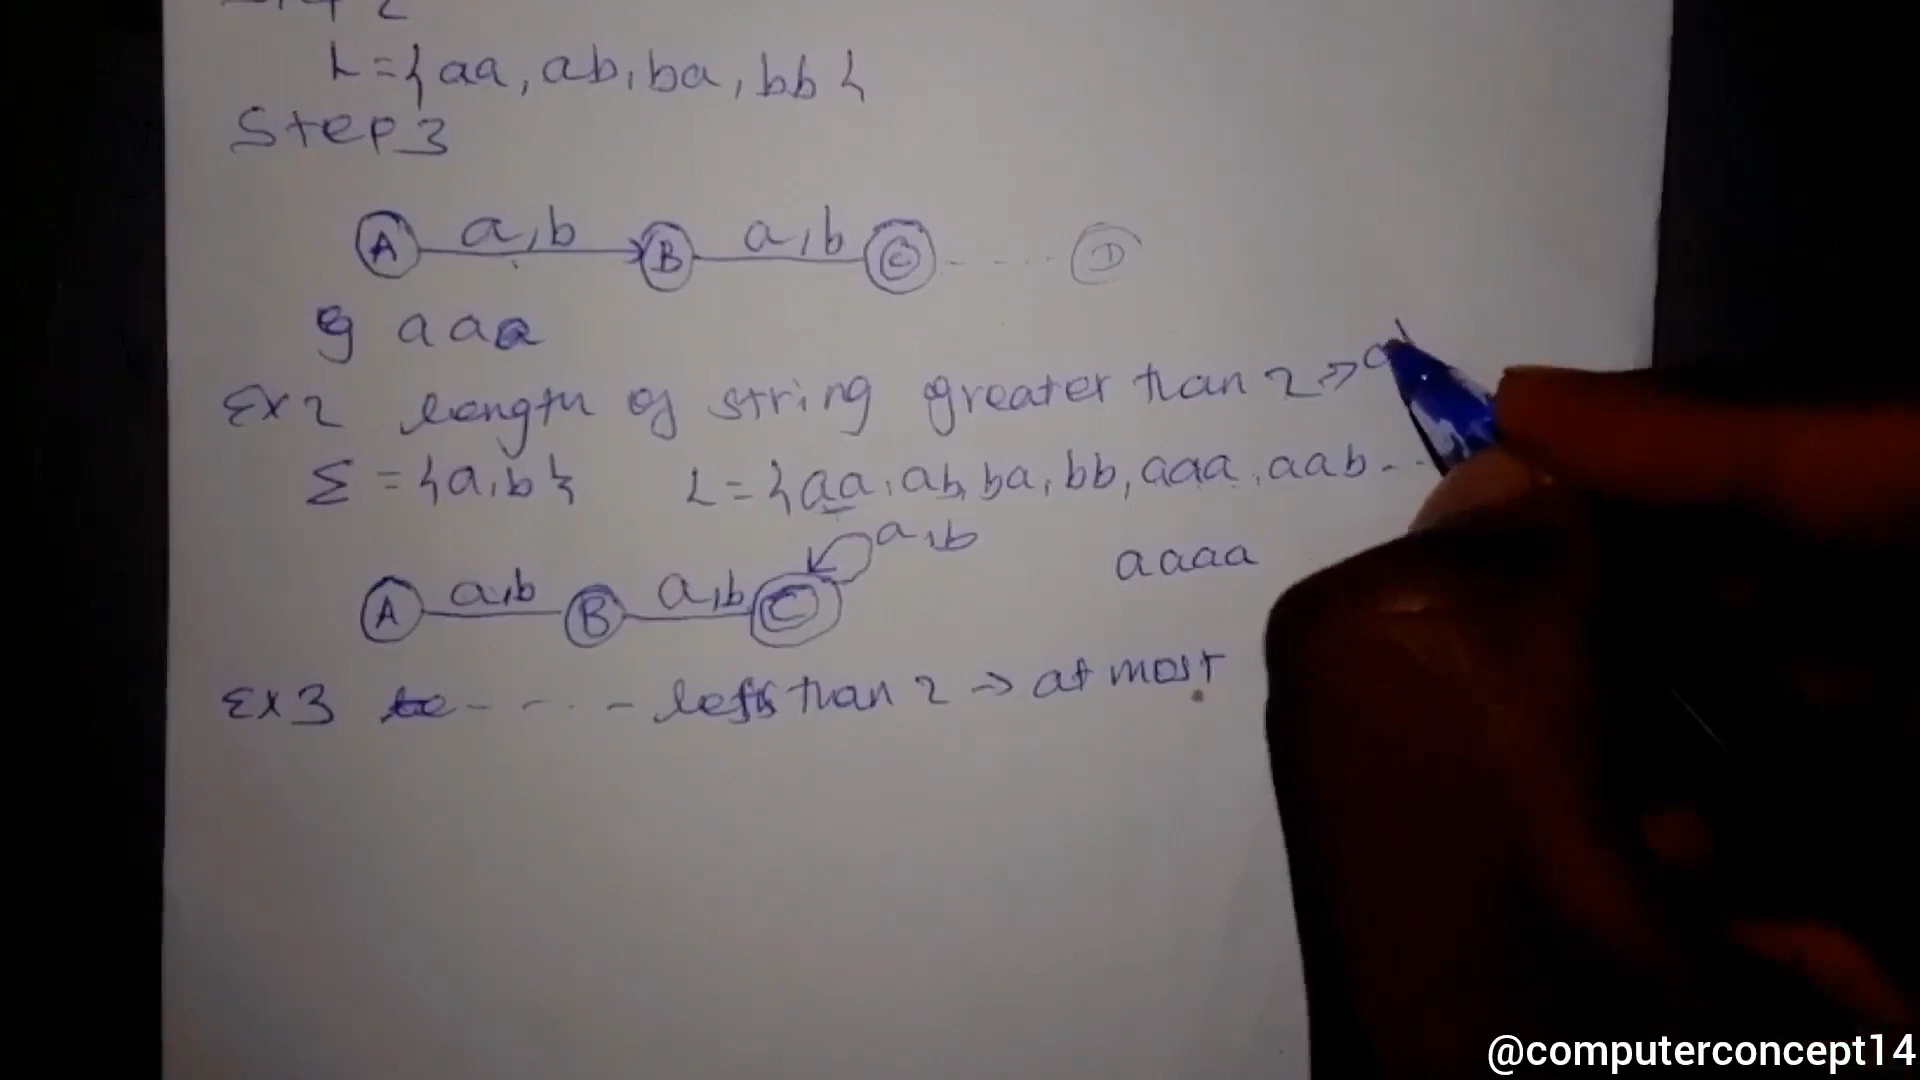 L={aa, ab, ba, bb}
Step 3
A a,b B a,b C ---- D
eg aaa
Ex 2 length of string greater than 2 => a
Σ = {a,b} L={aa, ab, ba, bb, aaa, aab--
a,b
aaaa
A a,b B a,b C
Ex 3 ---- less than 2 -> at most
@computerconcept14